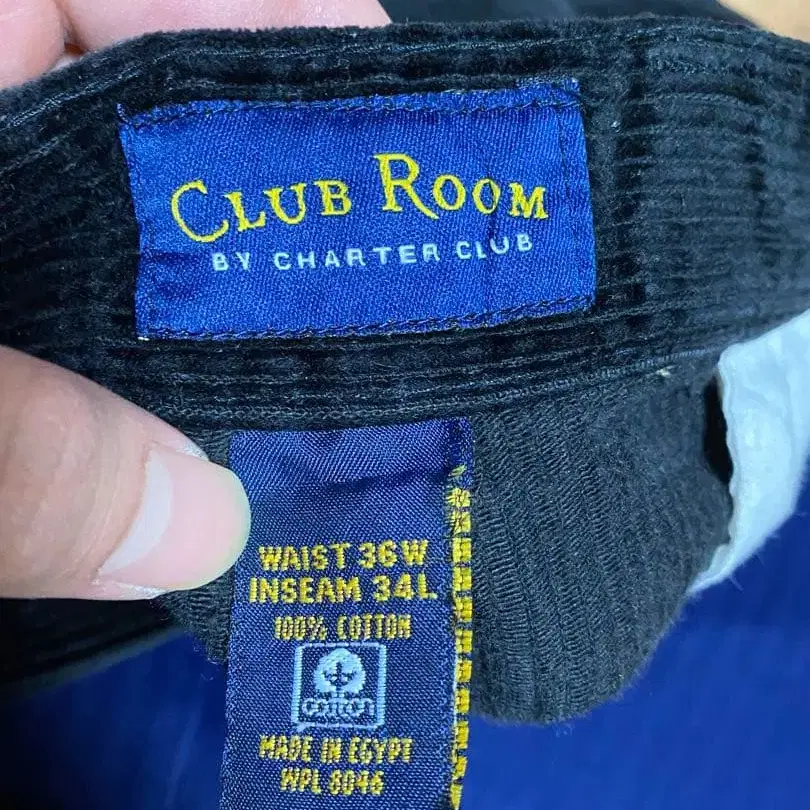 CLUB ROOM
BY CHARTER CLUB
WAIST 36W
INSEAM 34L
100% COTTON
COTTON
MADE IN EGYPT
WPL 8046